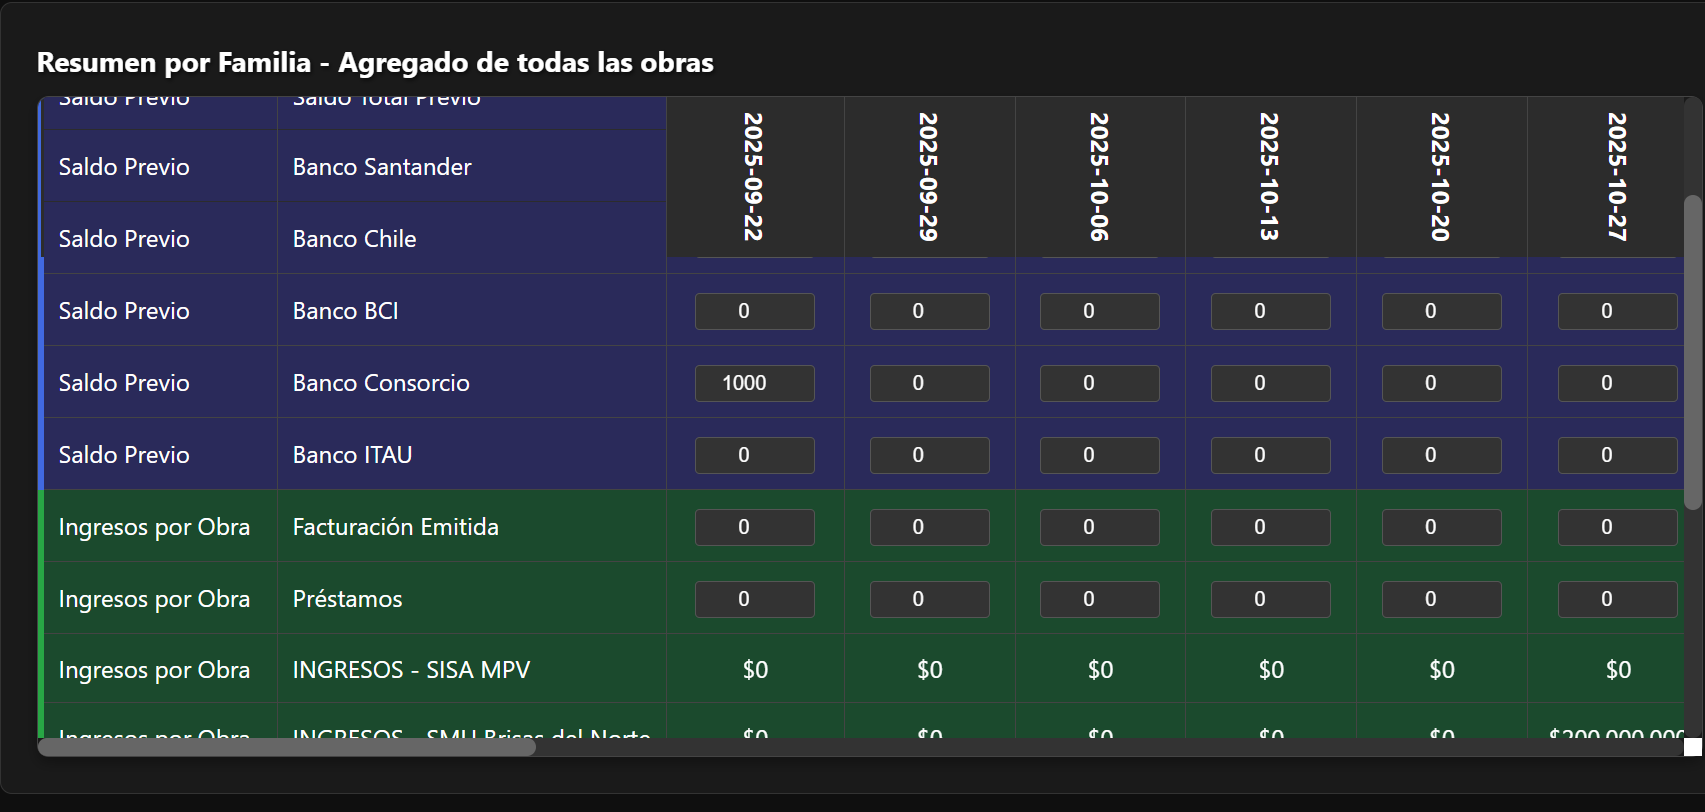 Resumen por Familia - Agregado de todas las obras
Saldo Previo Saldo Total Previo 2025-09-22 2025-09-29 2025-10-06 2025-10-13 2025-10-20 2025-10-27
Saldo Previo Banco Santander
Saldo Previo Banco Chile
Saldo Previo Banco BCI 0 0 0 0 0 0
Saldo Previo Banco Consorcio 1000 0 0 0 0 0
Saldo Previo Banco ITAU 0 0 0 0 0 0
Ingresos por Obra Facturación Emitida 0 0 0 0 0 0
Ingresos por Obra Préstamos 0 0 0 0 0 0
Ingresos por Obra INGRESOS - SISA MPV $0 $0 $0 $0 $0 $0
Ingresos por Obra INGRESOS - SMU Brisas del Norte $0 $0 $0 $0 $0 $200.000.000